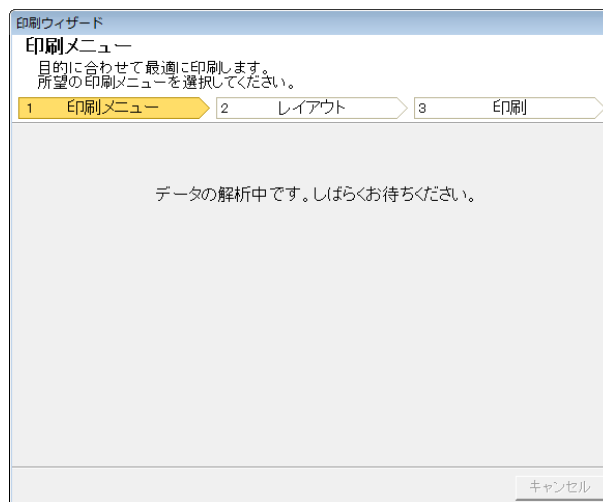 印刷ウィザード
印刷メニュー
目的に合わせて最適に印刷します。
所望の印刷メニューを選択してください。
1 印刷メニュー 2 レイアウト 3 印刷
データの解析中です。しばらくお待ちください。
キャンセル